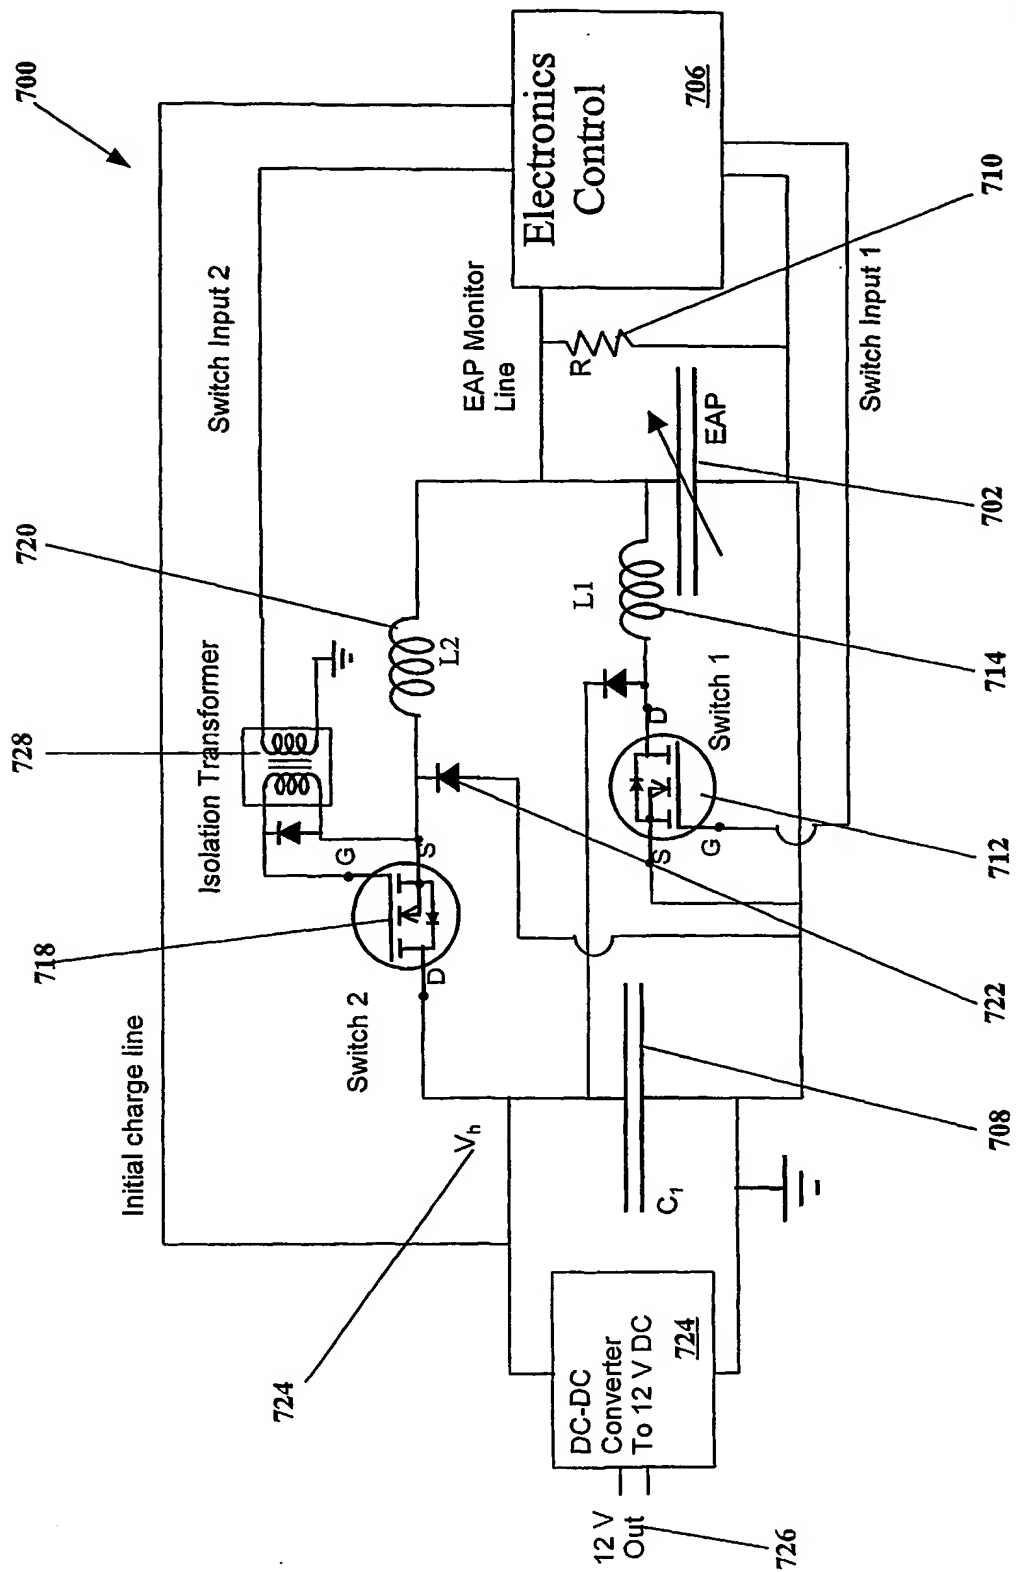 700
Initial charge line
Switch Input 2
728
Isolation Transformer
720
718
G
S
D
L2
Switch 2
EAP Monitor
Line
Electronics
Control
706
R
710
EAP
702
L1
714
Switch 1
D
S
G
712
Switch Input 1
722
708
C1
Vh
724
DC-DC
Converter
To 12 V DC
724
12 V
Out
726